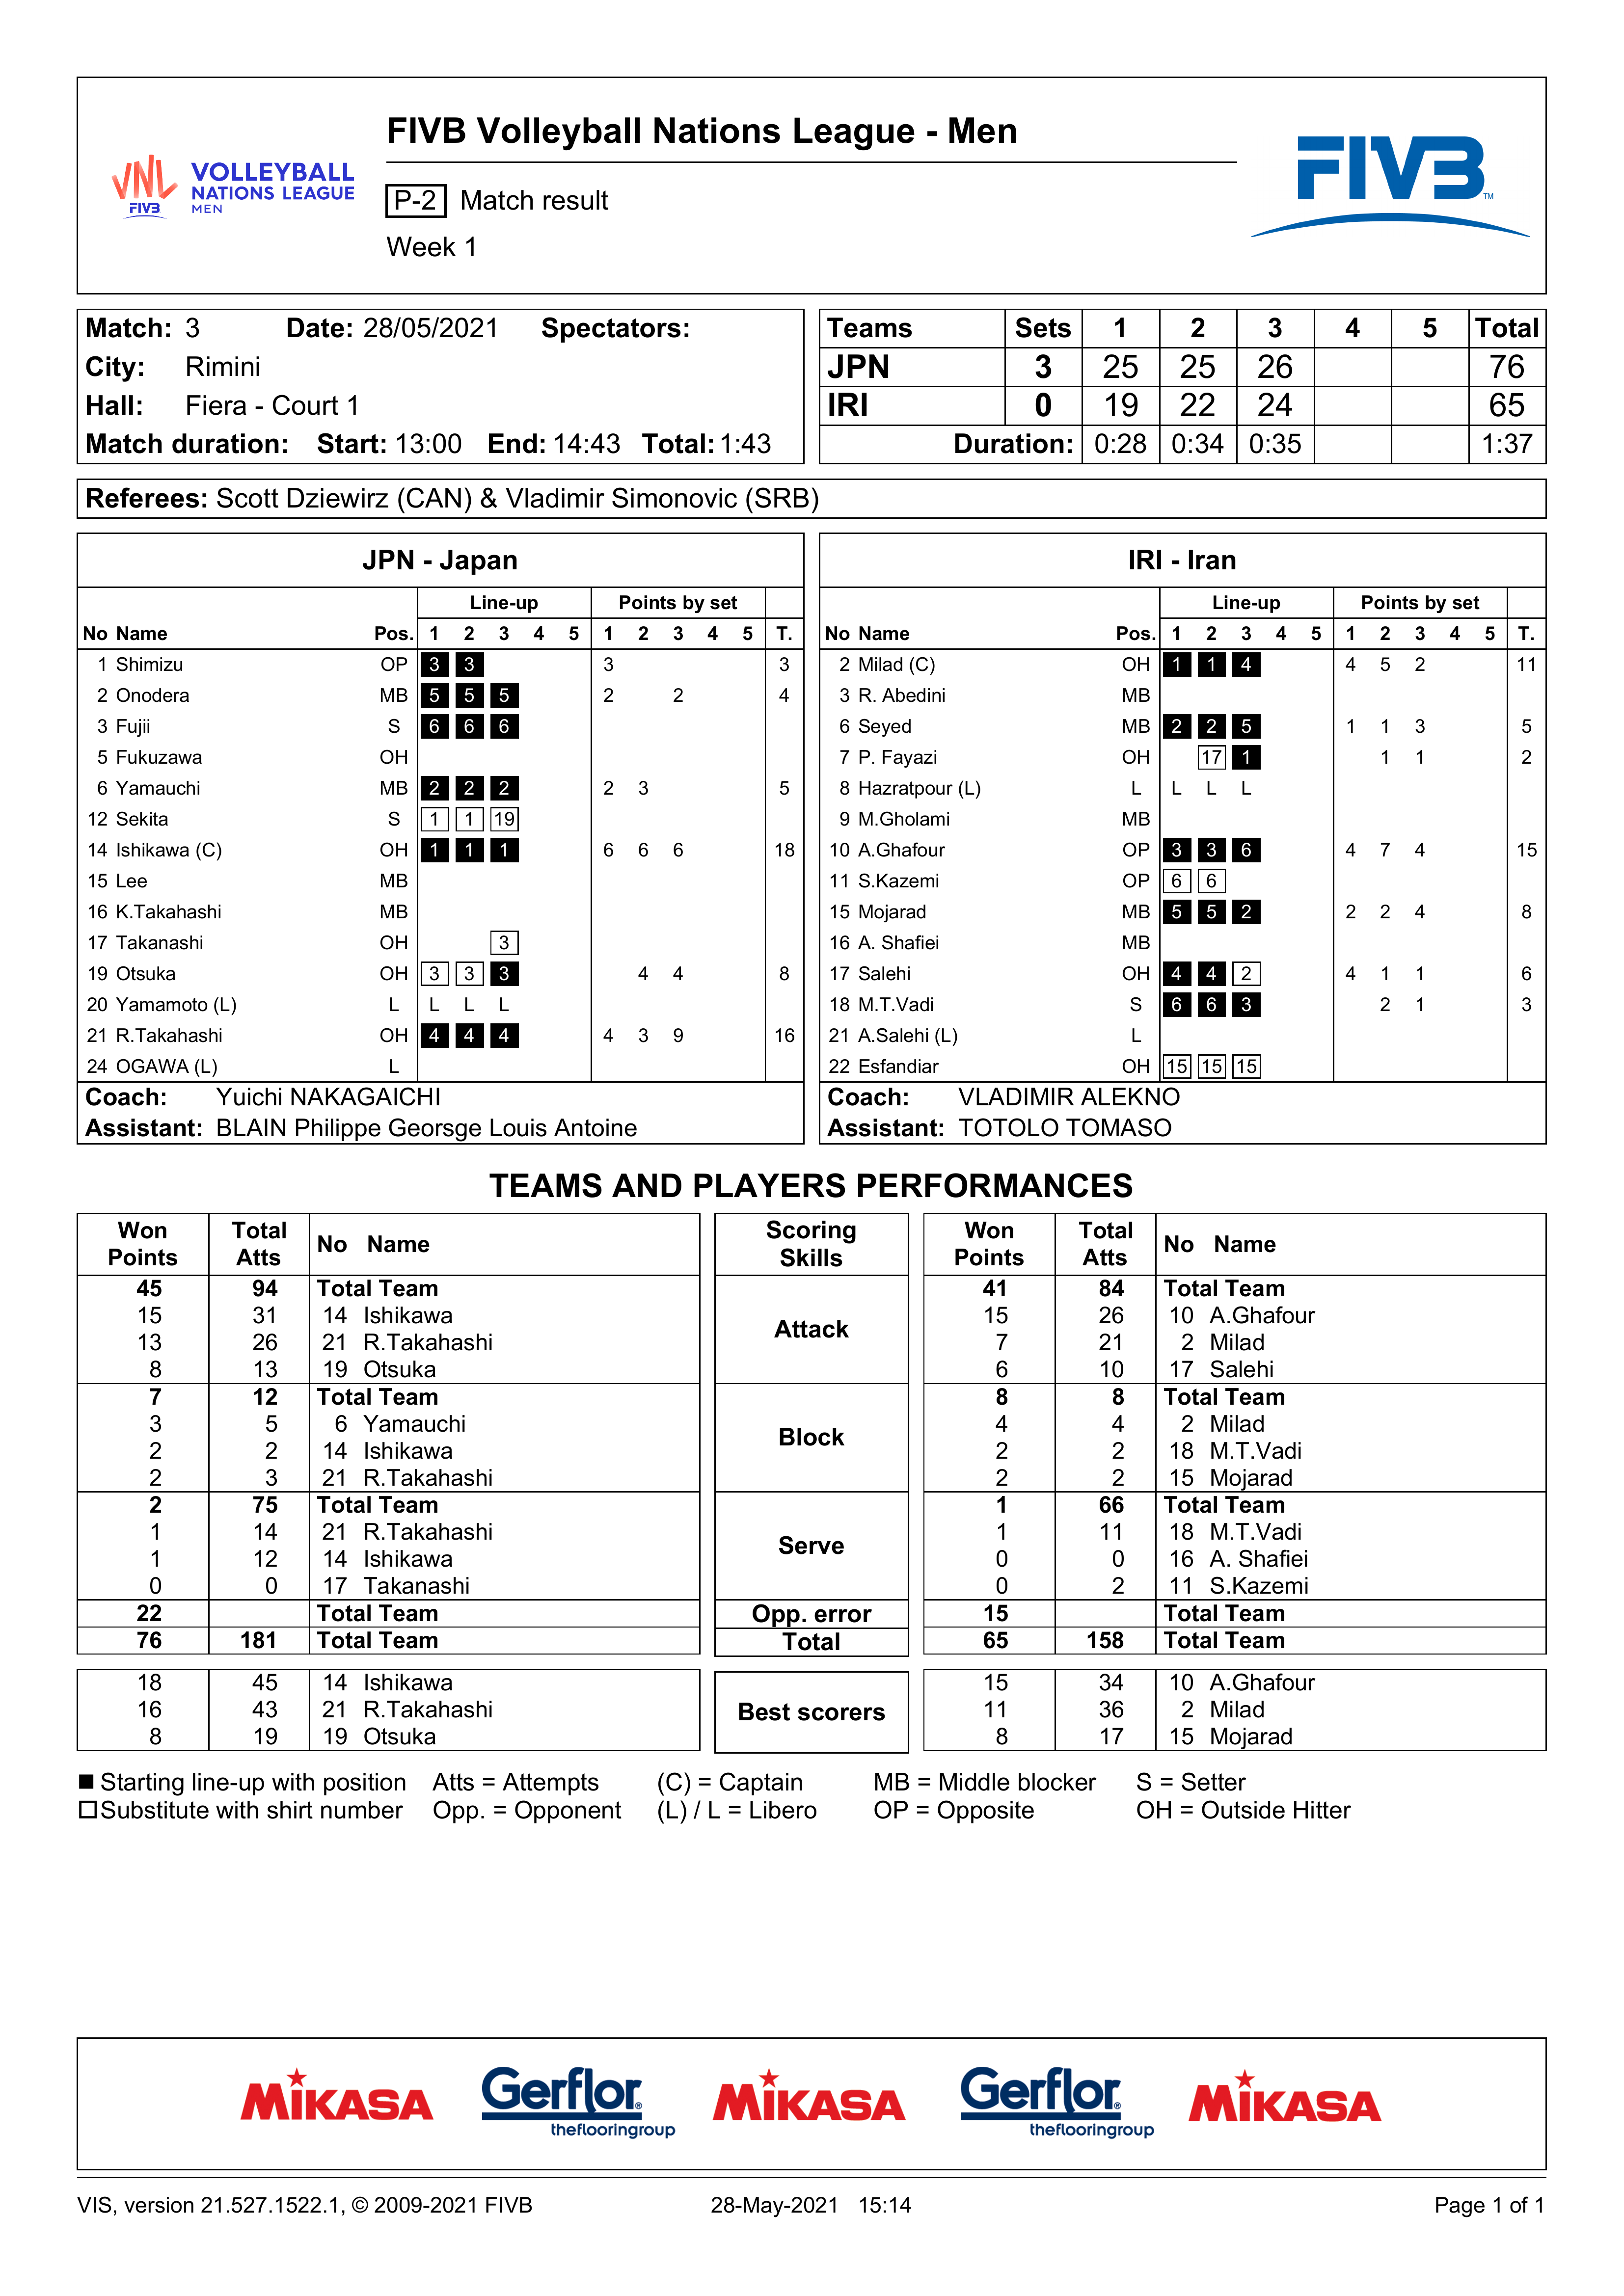 FIVB Volleyball Nations League - Men
VNL FIVB VOLLEYBALL NATIONS LEAGUE MEN
P-2 Match result
FIVB TM
Week 1
Match: 3 Date: 28/05/2021 Spectators:
City: Rimini
Hall: Fiera - Court 1
Match duration: Start: 13:00 End: 14:43 Total: 1:43
Teams Sets 1 2 3 4 5 Total
JPN 3 25 25 26 76
IRI 0 19 22 24 65
Duration: 0:28 0:34 0:35 1:37
Referees: Scott Dziewirz (CAN) & Vladimir Simonovic (SRB)
JPN - Japan
Line-up Points by set
No Name Pos. 1 2 3 4 5 1 2 3 4 5 T.
1 Shimizu OP 3 3 3 3
2 Onodera MB 5 5 5 2 2 4
3 Fujii S 6 6 6
5 Fukuzawa OH
6 Yamauchi MB 2 2 2 2 3 5
12 Sekita S 1 1 19
14 Ishikawa (C) OH 1 1 1 6 6 6 18
15 Lee MB
16 K.Takahashi MB
17 Takanashi OH 3
19 Otsuka OH 3 3 3 4 4 8
20 Yamamoto (L) L L L L
21 R.Takahashi OH 4 4 4 4 3 9 16
24 OGAWA (L) L
Coach: Yuichi NAKAGAICHI
Assistant: BLAIN Philippe Georsge Louis Antoine
IRI - Iran
Line-up Points by set
No Name Pos. 1 2 3 4 5 1 2 3 4 5 T.
2 Milad (C) OH 1 1 4 4 5 2 11
3 R. Abedini MB
6 Seyed MB 2 2 5 1 1 3 5
7 P. Fayazi OH 17 1 1 1 2
8 Hazratpour (L) L L L L
9 M.Gholami MB
10 A.Ghafour OP 3 3 6 4 7 4 15
11 S.Kazemi OP 6 6
15 Mojarad MB 5 5 2 2 2 4 8
16 A. Shafiei MB
17 Salehi OH 4 4 2 4 1 1 6
18 M.T.Vadi S 6 6 3 2 1 3
21 A.Salehi (L) L
22 Esfandiar OH 15 15 15
Coach: VLADIMIR ALEKNO
Assistant: TOTOLO TOMASO
TEAMS AND PLAYERS PERFORMANCES
Won Points Total Atts No Name Scoring Skills Won Points Total Atts No Name
45 94 Total Team Attack 41 84 Total Team
15 31 14 Ishikawa 15 26 10 A.Ghafour
13 26 21 R.Takahashi 7 21 2 Milad
8 13 19 Otsuka 6 10 17 Salehi
7 12 Total Team Block 8 8 Total Team
3 5 6 Yamauchi 4 4 2 Milad
2 2 14 Ishikawa 2 2 18 M.T.Vadi
2 3 21 R.Takahashi 2 2 15 Mojarad
2 75 Total Team Serve 1 66 Total Team
1 14 21 R.Takahashi 1 11 18 M.T.Vadi
1 12 14 Ishikawa 0 0 16 A. Shafiei
0 0 17 Takanashi 0 2 11 S.Kazemi
22 Total Team Opp. error 15 Total Team
76 181 Total Team Total 65 158 Total Team
18 45 14 Ishikawa Best scorers 15 34 10 A.Ghafour
16 43 21 R.Takahashi 11 36 2 Milad
8 19 19 Otsuka 8 17 15 Mojarad
■ Starting line-up with position Atts = Attempts (C) = Captain MB = Middle blocker S = Setter
□ Substitute with shirt number Opp. = Opponent (L) / L = Libero OP = Opposite OH = Outside Hitter
MIKASA Gerflor® theflooringgroup MIKASA Gerflor® theflooringgroup MIKASA
VIS, version 21.527.1522.1, © 2009-2021 FIVB 28-May-2021 15:14 Page 1 of 1